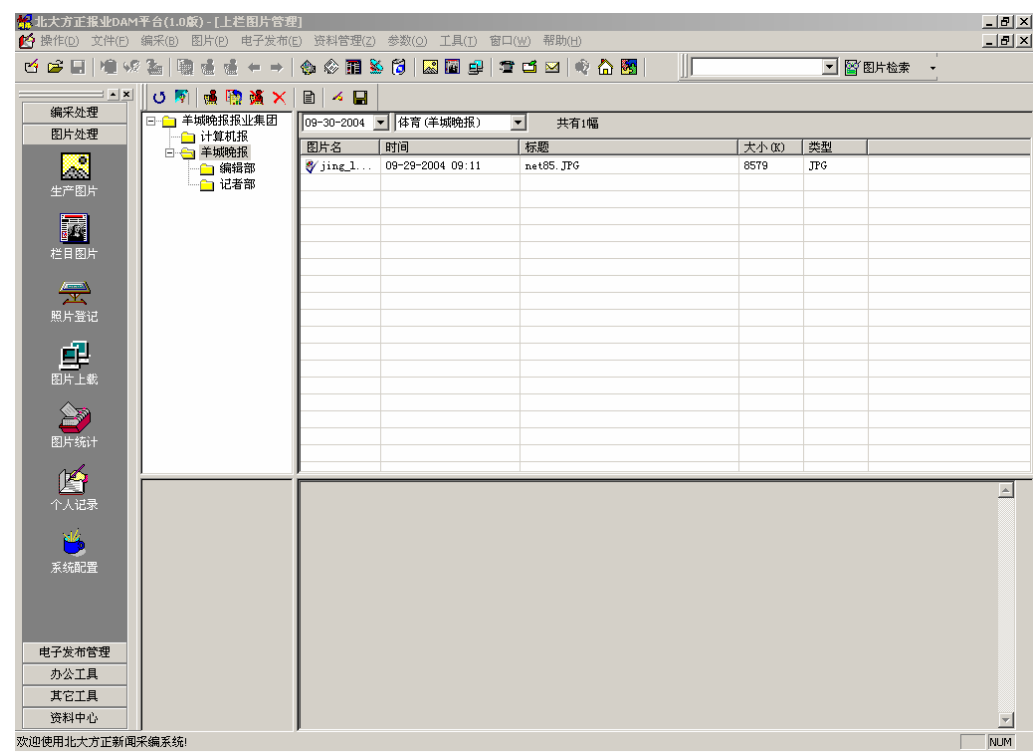 北大方正报业DAM平台(1.0版) - [上栏图片管理]
操作(O) 文件(F) 编采(B) 图片(P) 电子发布(E) 资料管理(Z) 参数(O) 工具(T) 窗口(W) 帮助(H)
图片检索
编采处理
图片处理
生产图片
栏目图片
照片登记
图片上载
图片统计
个人记录
系统配置
电子发布管理
办公工具
其它工具
资料中心
羊城晚报报业集团
计算机报
羊城晚报
编辑部
记者部
09-30-2004 体育(羊城晚报) 共有1幅
图片名 时间 标题 大小(K) 类型
jing_l... 09-29-2004 09:11 net85.JPG 8579 JPG
欢迎使用北大方正新闻采编系统! NUM